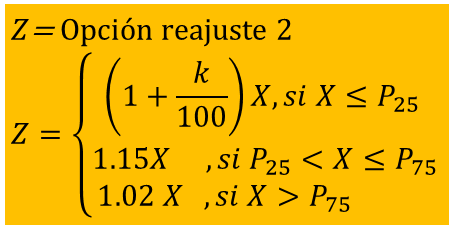 Z= Opción reajuste 2
Z = { (1 + k/100) X, si X ≤ P₂₅
1.15X , si P₂₅ < X ≤ P₇₅
1.02 X , si X > P₇₅